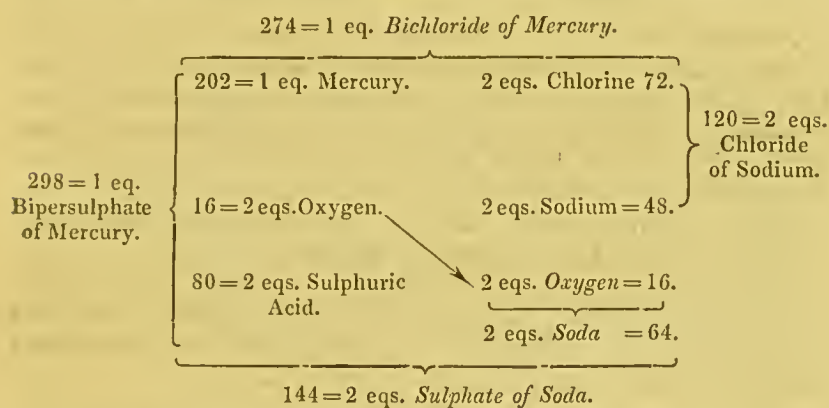 274=1 eq. Bichloride of Mercury.
202=1 eq. Mercury. 2 eqs. Chlorine 72.
120=2 eqs.
Chloride
of Sodium.
298=1 eq.
Bipersulphate
of Mercury.
16=2 eqs. Oxygen. 2 eqs. Sodium=48.
80=2 eqs. Sulphuric
Acid.
2 eqs. Oxygen=16.
2 eqs. Soda =64.
144=2 eqs. Sulphate of Soda.